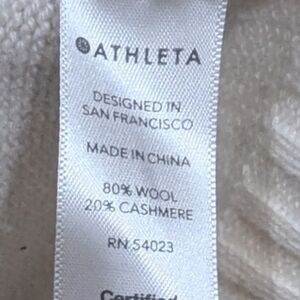 ATHLETA
DESIGNED IN
SAN FRANCISCO
MADE IN CHINA
80% WOOL
20% CASHMERE
RN 54023
Certified